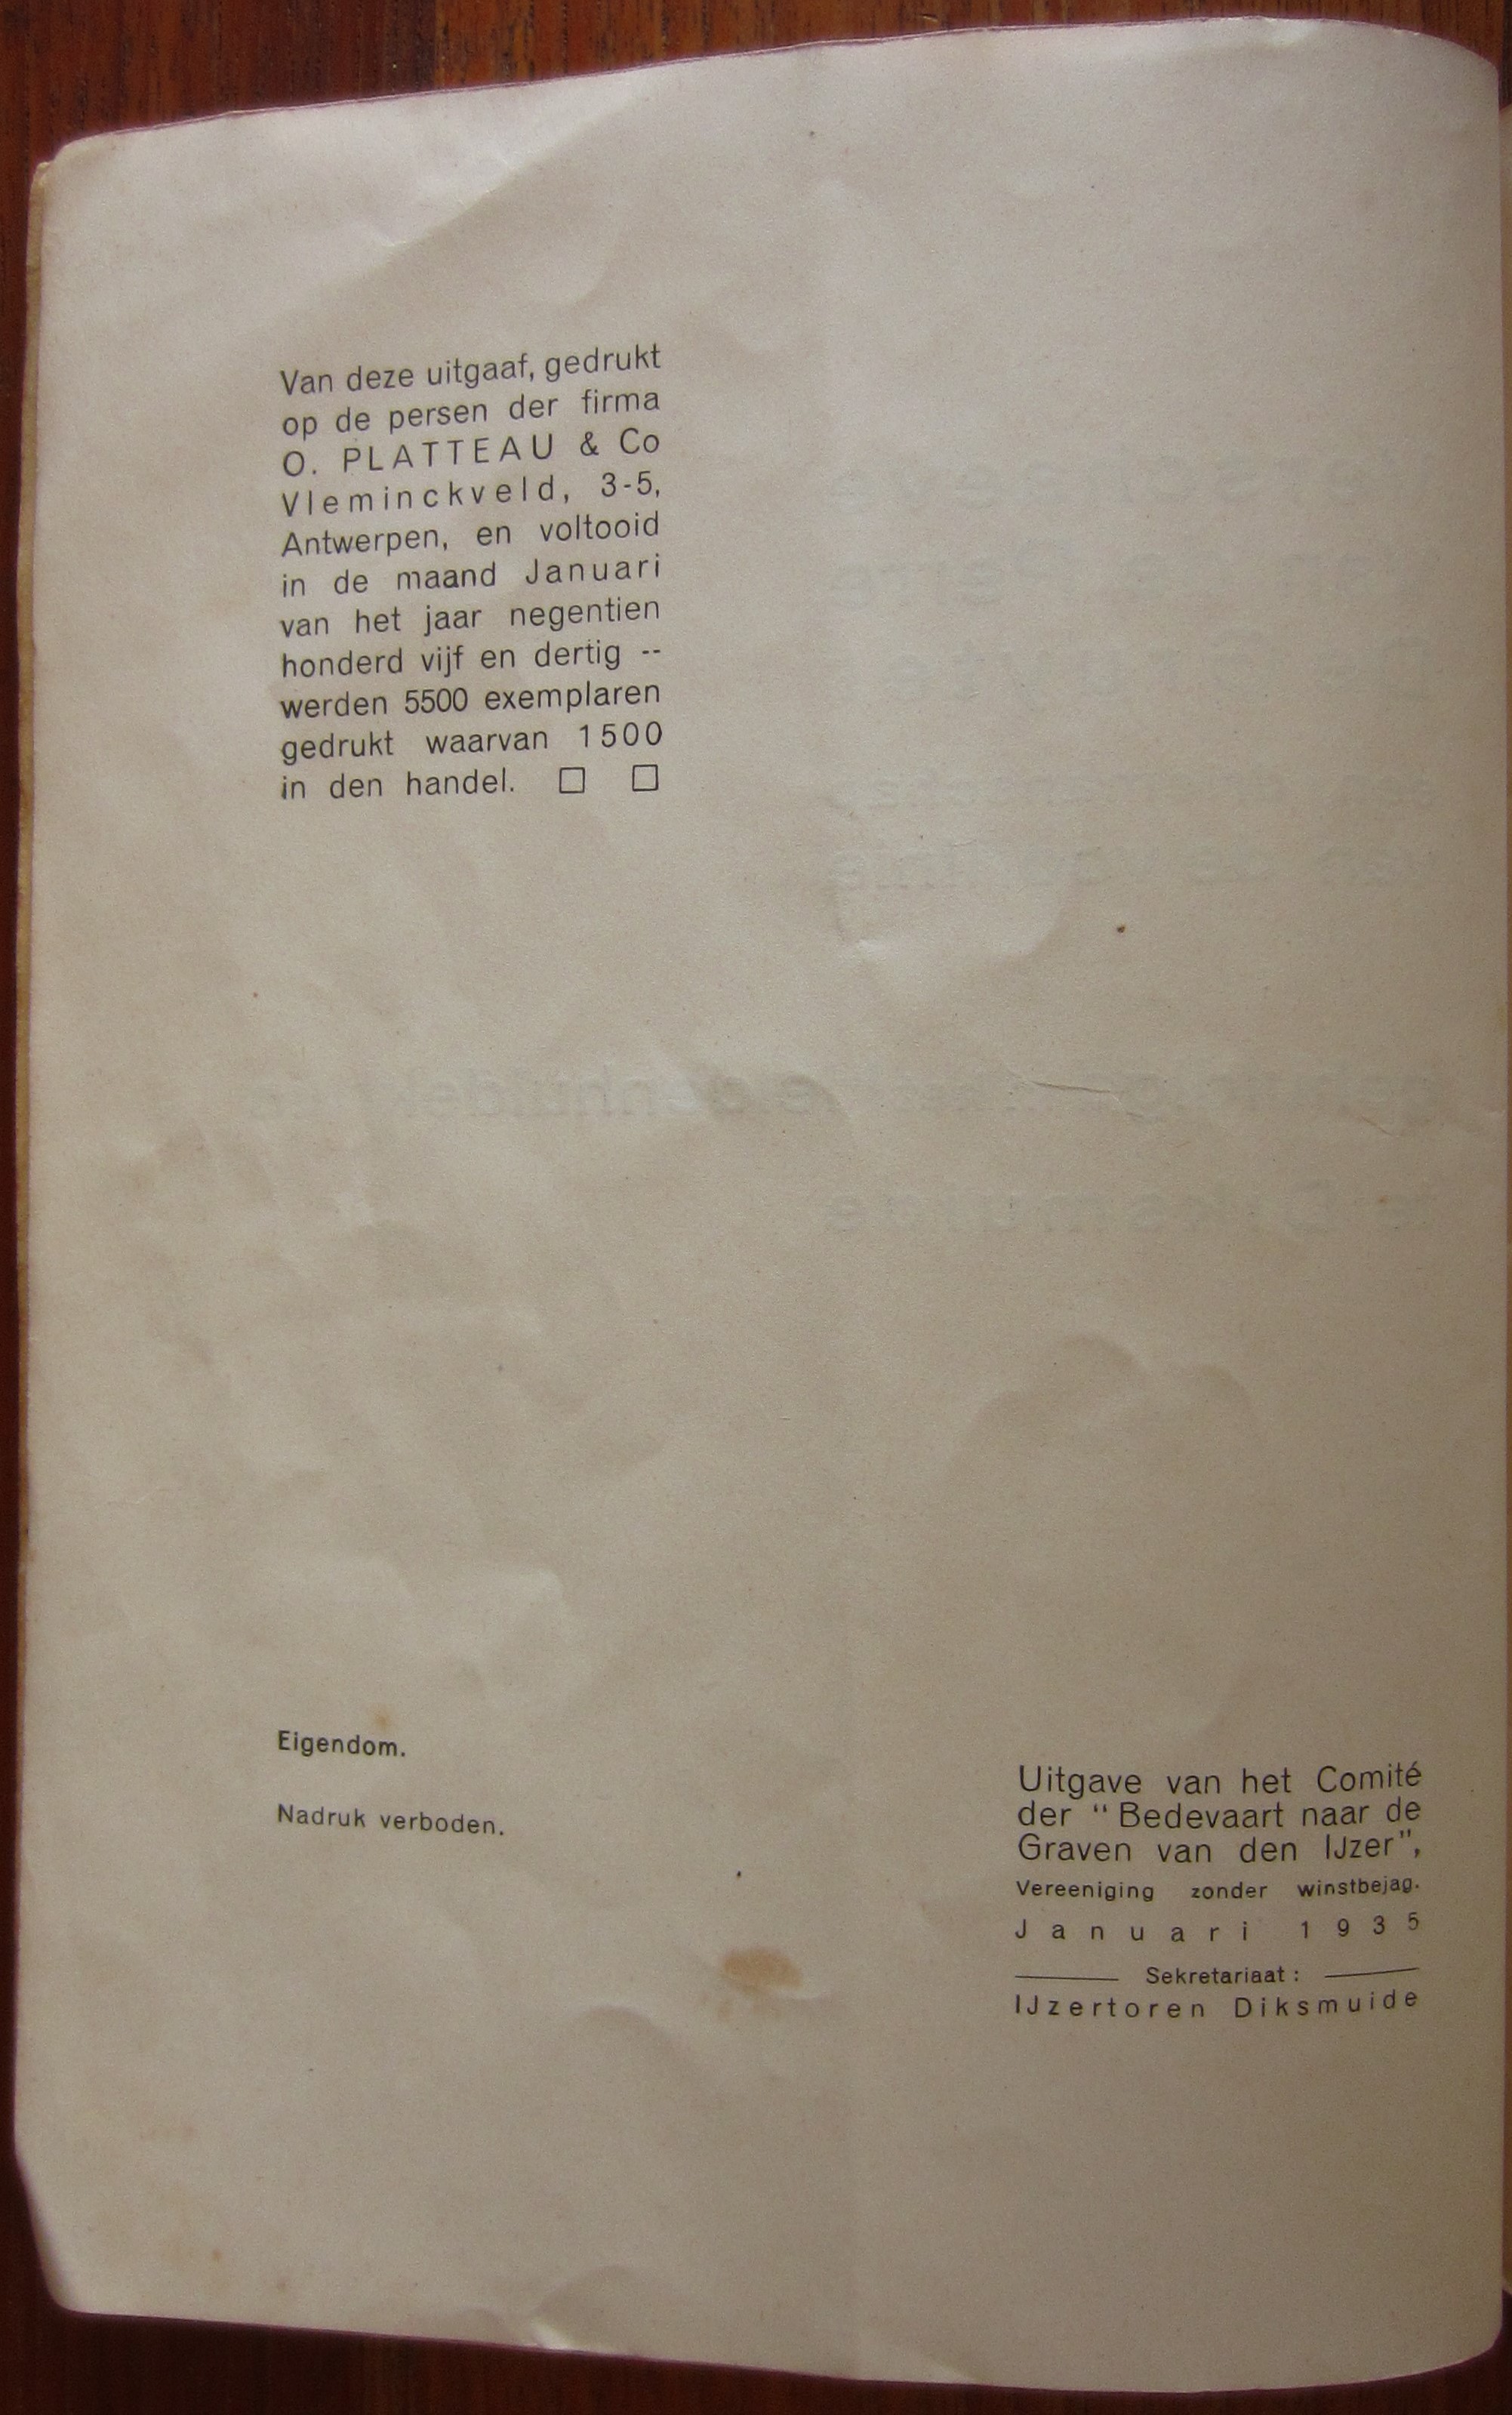 Van deze uitgaaf, gedrukt
op de persen der firma
O. PLATTEAU & Co
Vleminckveld, 3-5,
Antwerpen, en voltooid
in de maand Januari
van het jaar negentien
honderd vijf en dertig --
werden 5500 exemplaren
gedrukt waarvan 1500
in den handel. □ □
Eigendom.
Nadruk verboden.
Uitgave van het Comité
der “ Bedevaart naar de
Graven van den IJzer”,
Vereeniging zonder winstbejag.
Januari 1935
Sekretariaat :
IJzertoren Diksmuide